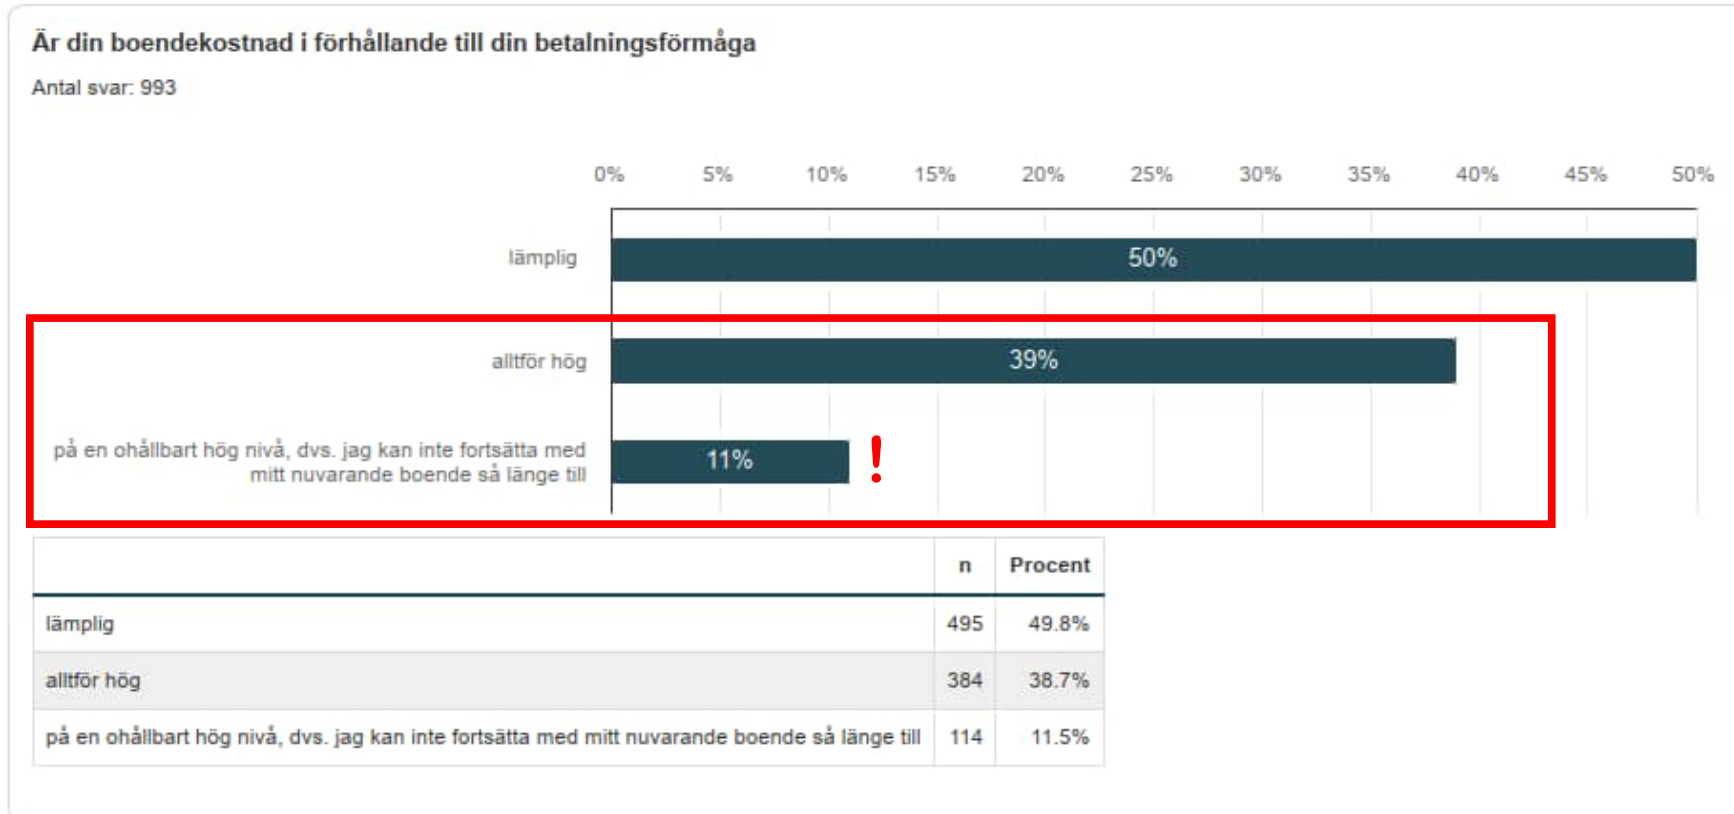 Är din boendekostnad i förhållande till din betalningsförmåga
Antal svar: 993
0% 5% 10% 15% 20% 25% 30% 35% 40% 45% 50%
lämplig 50%
alltför hög 39%
på en ohållbart hög nivå, dvs. jag kan inte fortsätta med
mitt nuvarande boende så länge till
11% !
n Procent
lämplig 495 49.8%
alltför hög 384 38.7%
på en ohållbart hög nivå, dvs. jag kan inte fortsätta med mitt nuvarande boende så länge till 114 11.5%